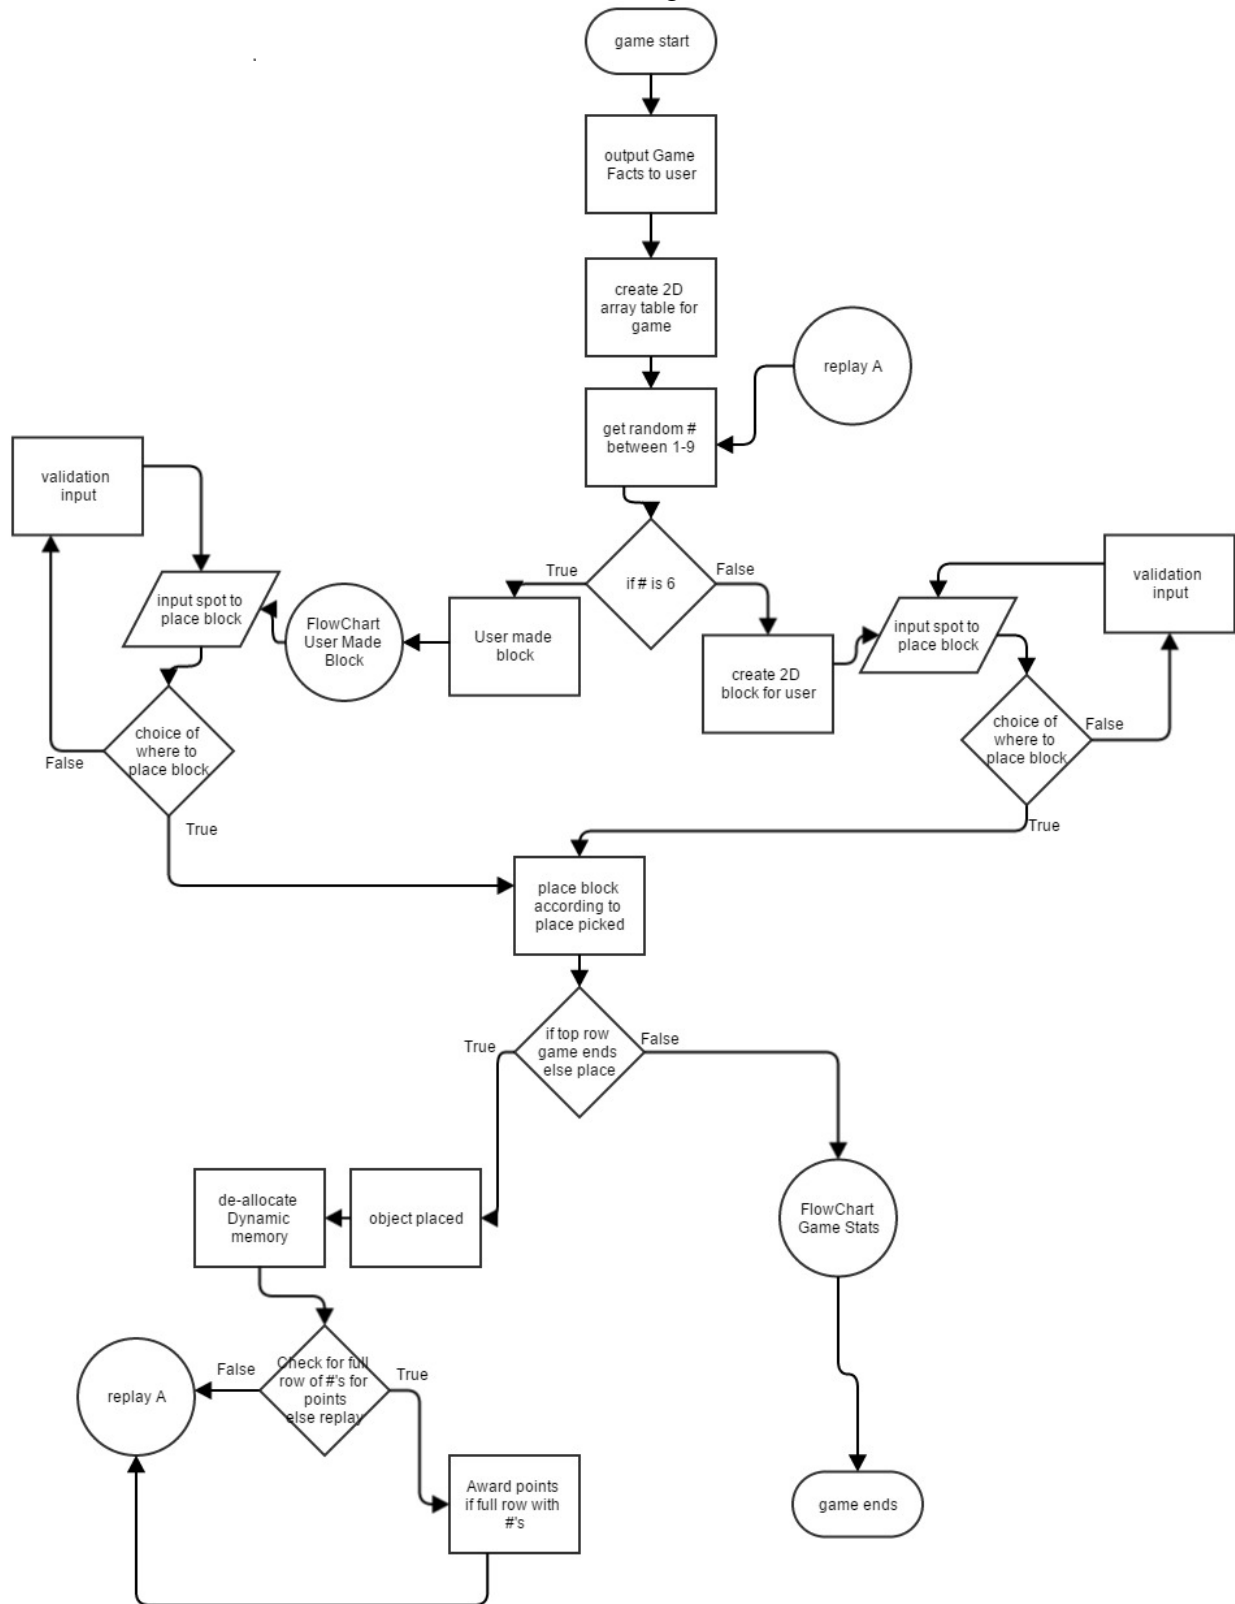 game start
output Game
Facts to user
create 2D
array table for
game
replay A
get random #
between 1-9
validation
input
if # is 6
True
False
validation
input
input spot to
place block
FlowChart
User Made
Block
User made
block
create 2D
block for user
input spot to
place block
choice of
where to
place block
False
True
choice of
where to
place block
False
True
place block
according to
place picked
if top row
game ends
else place
True
False
de-allocate
Dynamic
memory
object placed
FlowChart
Game Stats
Check for full
row of #'s for
points
else replay
False
True
replay A
Award points
if full row with
#'s
game ends